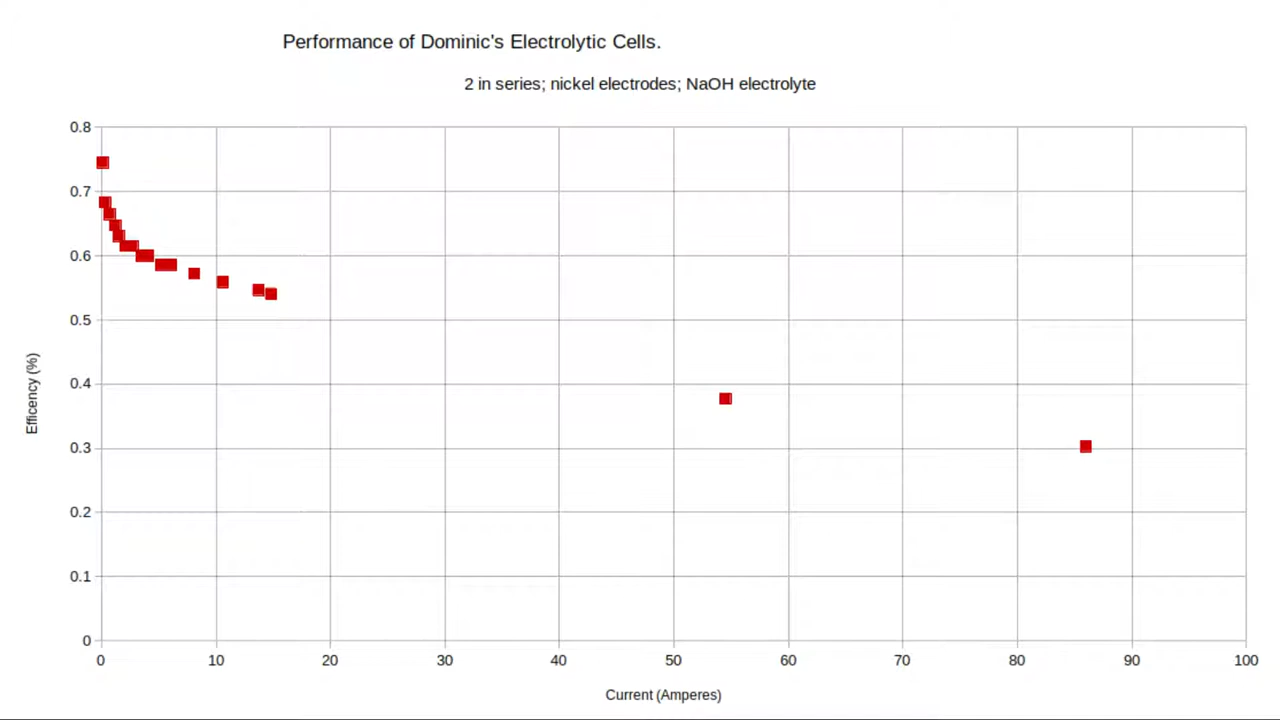 Performance of Dominic's Electrolytic Cells.
2 in series; nickel electrodes; NaOH electrolyte
0.8
0.7
0.6
0.5
0.4
0.3
0.2
0.1
0
Efficency (%)
0 10 20 30 40 50 60 70 80 90 100
Current (Amperes)